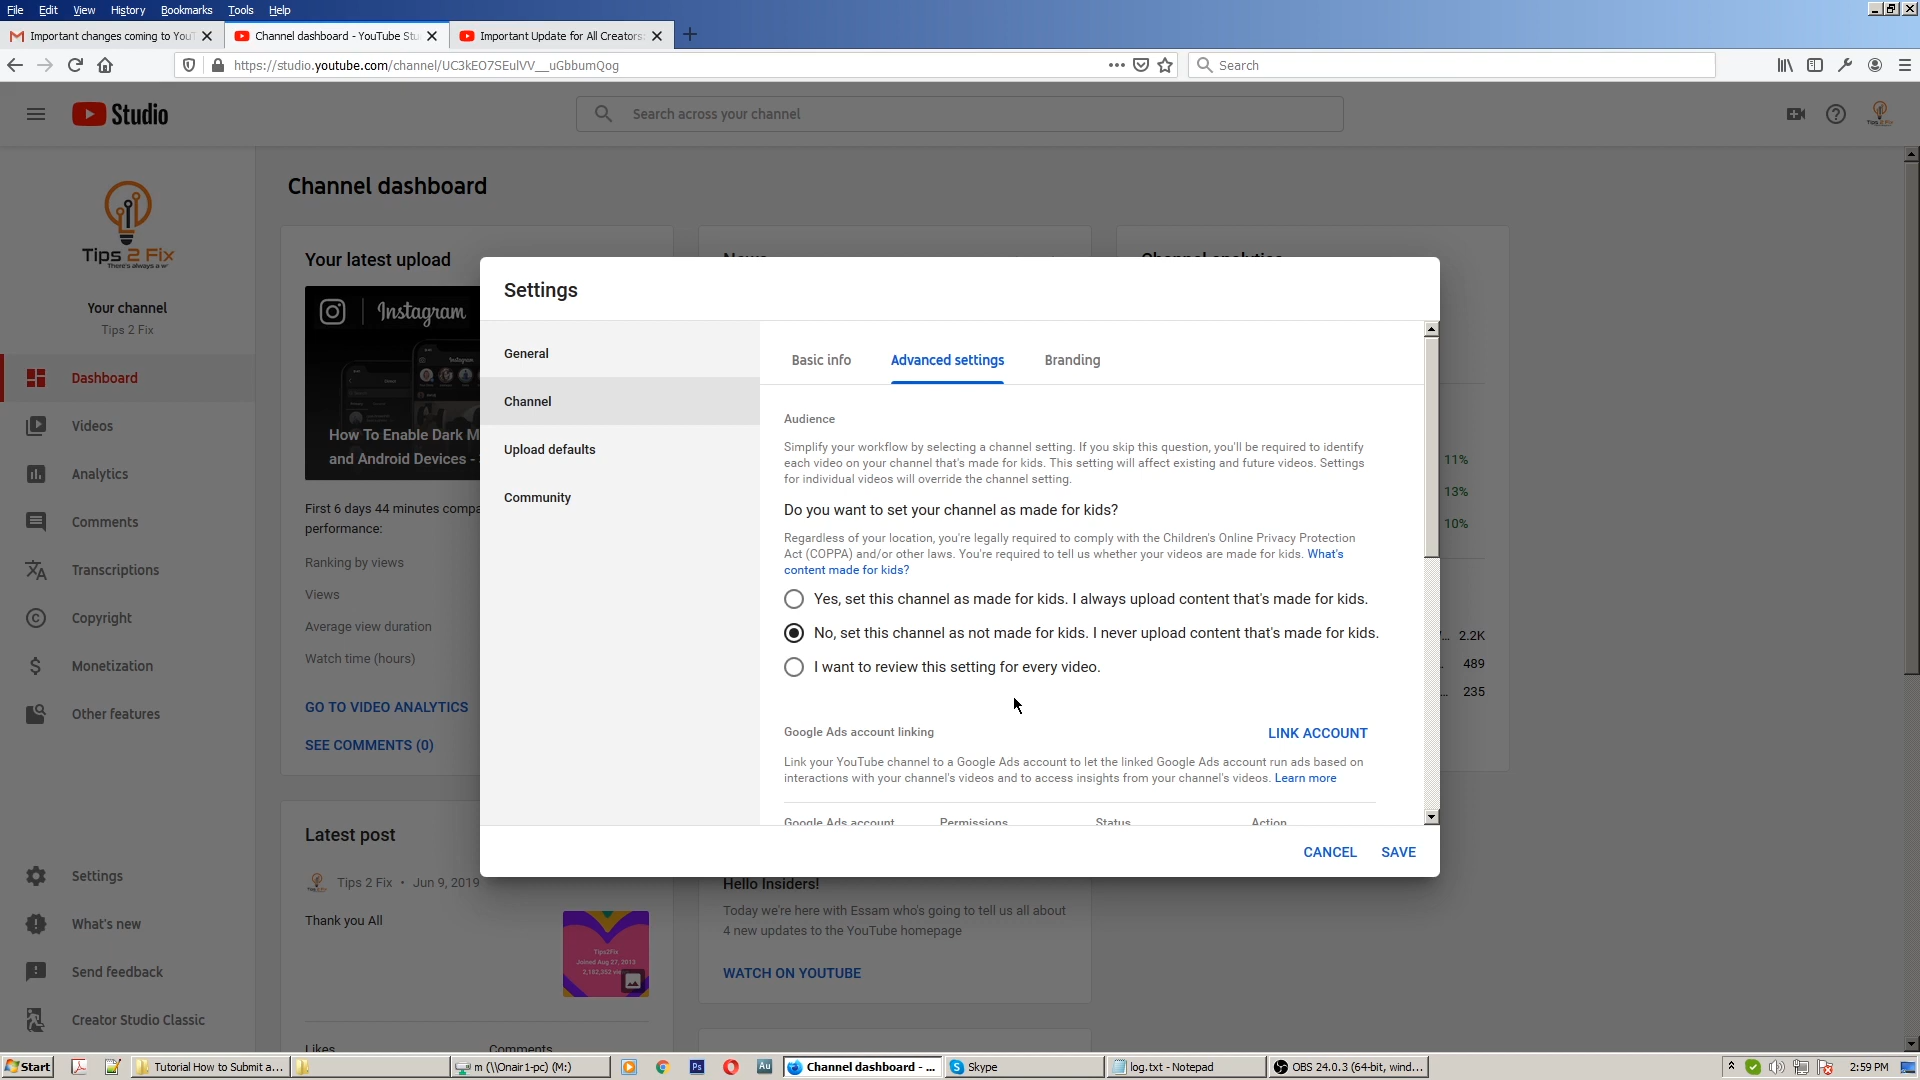 File Edit View History Bookmarks Tools Help
Important changes coming to You
Channel dashboard - YouTube Stu
Important Update for All Creators:
https://studio.youtube.com/channel/UC3kEO7SEulVV__uGbbumQog
Search
Studio
Search across your channel
Tips 2 Fix
Your channel
Tips 2 Fix
Dashboard
Videos
Analytics
Comments
Transcriptions
Copyright
Monetization
Other features
Settings
What's new
Send feedback
Creator Studio Classic
Channel dashboard
Your latest upload
Instagram
How To Enable Dark M
and Android Devices -
First 6 days 44 minutes compa
performance:
Ranking by views
Views
Average view duration
Watch time (hours)
GO TO VIDEO ANALYTICS
SEE COMMENTS (0)
Latest post
Tips 2 Fix • Jun 9, 2019
Thank you All
Tips2Fix
Joined Aug 27, 2013
Likes Comments
Settings
General
Channel
Upload defaults
Community
Basic info Advanced settings Branding
Audience
Simplify your workflow by selecting a channel setting. If you skip this question, you'll be required to identify
each video on your channel that's made for kids. This setting will affect existing and future videos. Settings
for individual videos will override the channel setting.
Do you want to set your channel as made for kids?
Regardless of your location, you're legally required to comply with the Children's Online Privacy Protection
Act (COPPA) and/or other laws. You're required to tell us whether your videos are made for kids. What's
content made for kids?
Yes, set this channel as made for kids. I always upload content that's made for kids.
No, set this channel as not made for kids. I never upload content that's made for kids.
I want to review this setting for every video.
Google Ads account linking LINK ACCOUNT
Link your YouTube channel to a Google Ads account to let the linked Google Ads account run ads based on
interactions with your channel's videos and to access insights from your channel's videos. Learn more
Google Ads account Permissions Status Action
CANCEL SAVE
11%
13%
10%
2.2K
489
235
Hello Insiders!
Today we're here with Essam who's going to tell us all about
4 new updates to the YouTube homepage
WATCH ON YOUTUBE
Start
Tutorial How to Submit a...
m (\\Onair1-pc) (M:)
Ps
Au
Channel dashboard - ...
Skype
log.txt - Notepad
OBS 24.0.3 (64-bit, wind...
2:59 PM